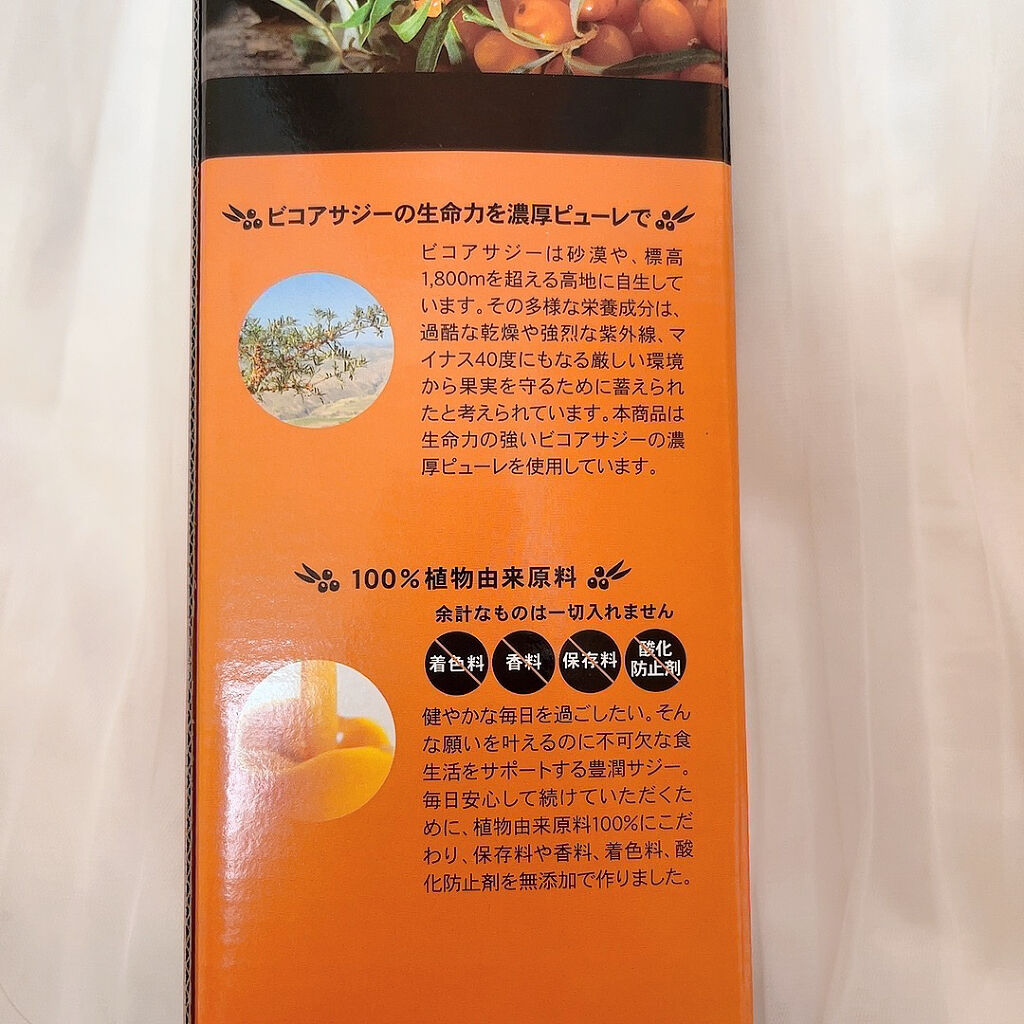 ビコアサジーの生命力を濃厚ピューレで
ビコアサジーは砂漠や、標高
1,800mを超える高地に自生して
います。その多様な栄養成分は、
過酷な乾燥や強烈な紫外線、マ
イナス40度にもなる厳しい環境
から果実を守るために蓄えられ
たと考えられています。本商品は
生命力の強いビコアサジーの濃
厚ピューレを使用しています。
100%植物由来原料
余計なものは一切入れません
着色料
香料
保存料
酸化
防止剤
健やかな毎日を過ごしたい。そん
な願いを叶えるのに不可欠な食
生活をサポートする豊潤サジー。
毎日安心して続けていただくた
めに、植物由来原料100%にこだ
わり、保存料や香料、着色料、酸
化防止剤を無添加で作りました。